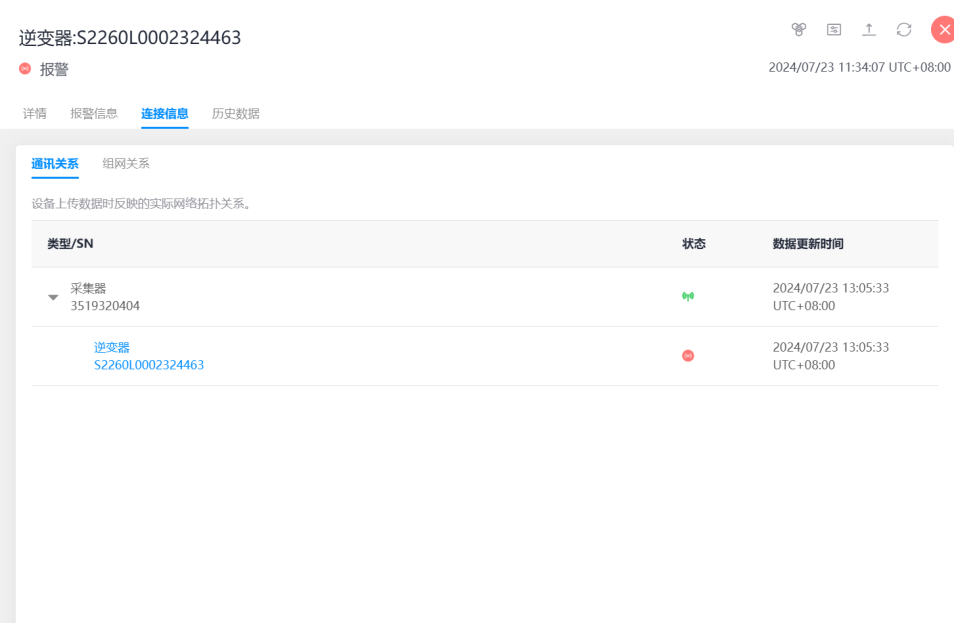 逆变器:S2260L0002324463
报警
2024/07/23 11:34:07 UTC+08:00
详情 报警信息 连接信息 历史数据
通讯关系 组网关系
设备上传数据时反映的实际网络拓扑关系。
类型/SN 状态 数据更新时间
采集器
3519320404
2024/07/23 13:05:33
UTC+08:00
逆变器
S2260L0002324463
2024/07/23 13:05:33
UTC+08:00